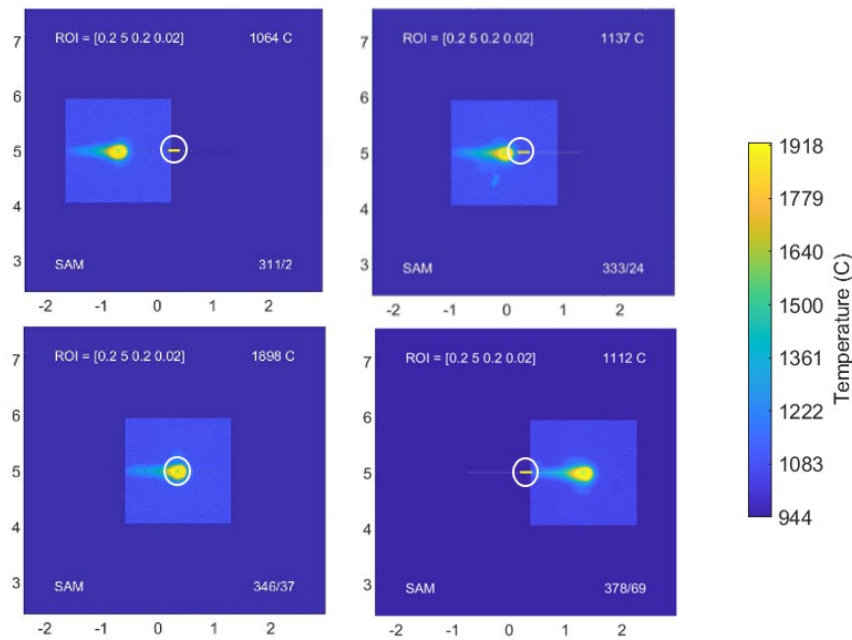 ROI = [0.2 5 0.2 0.02] 1064 C
7
6
5
4
3
SAM 311/2
-2 -1 0 1 2
ROI = [0.2 5 0.2 0.02] 1137 C
7
6
5
4
3
SAM 333/24
-2 -1 0 1 2
ROI = [0.2 5 0.2 0.02] 1898 C
7
6
5
4
3
SAM 346/37
-2 -1 0 1 2
ROI = [0.2 5 0.2 0.02] 1112 C
7
6
5
4
3
SAM 378/69
-2 -1 0 1 2
1918
1779
1640
1500
1361
1222
1083
944
Temperature (C)